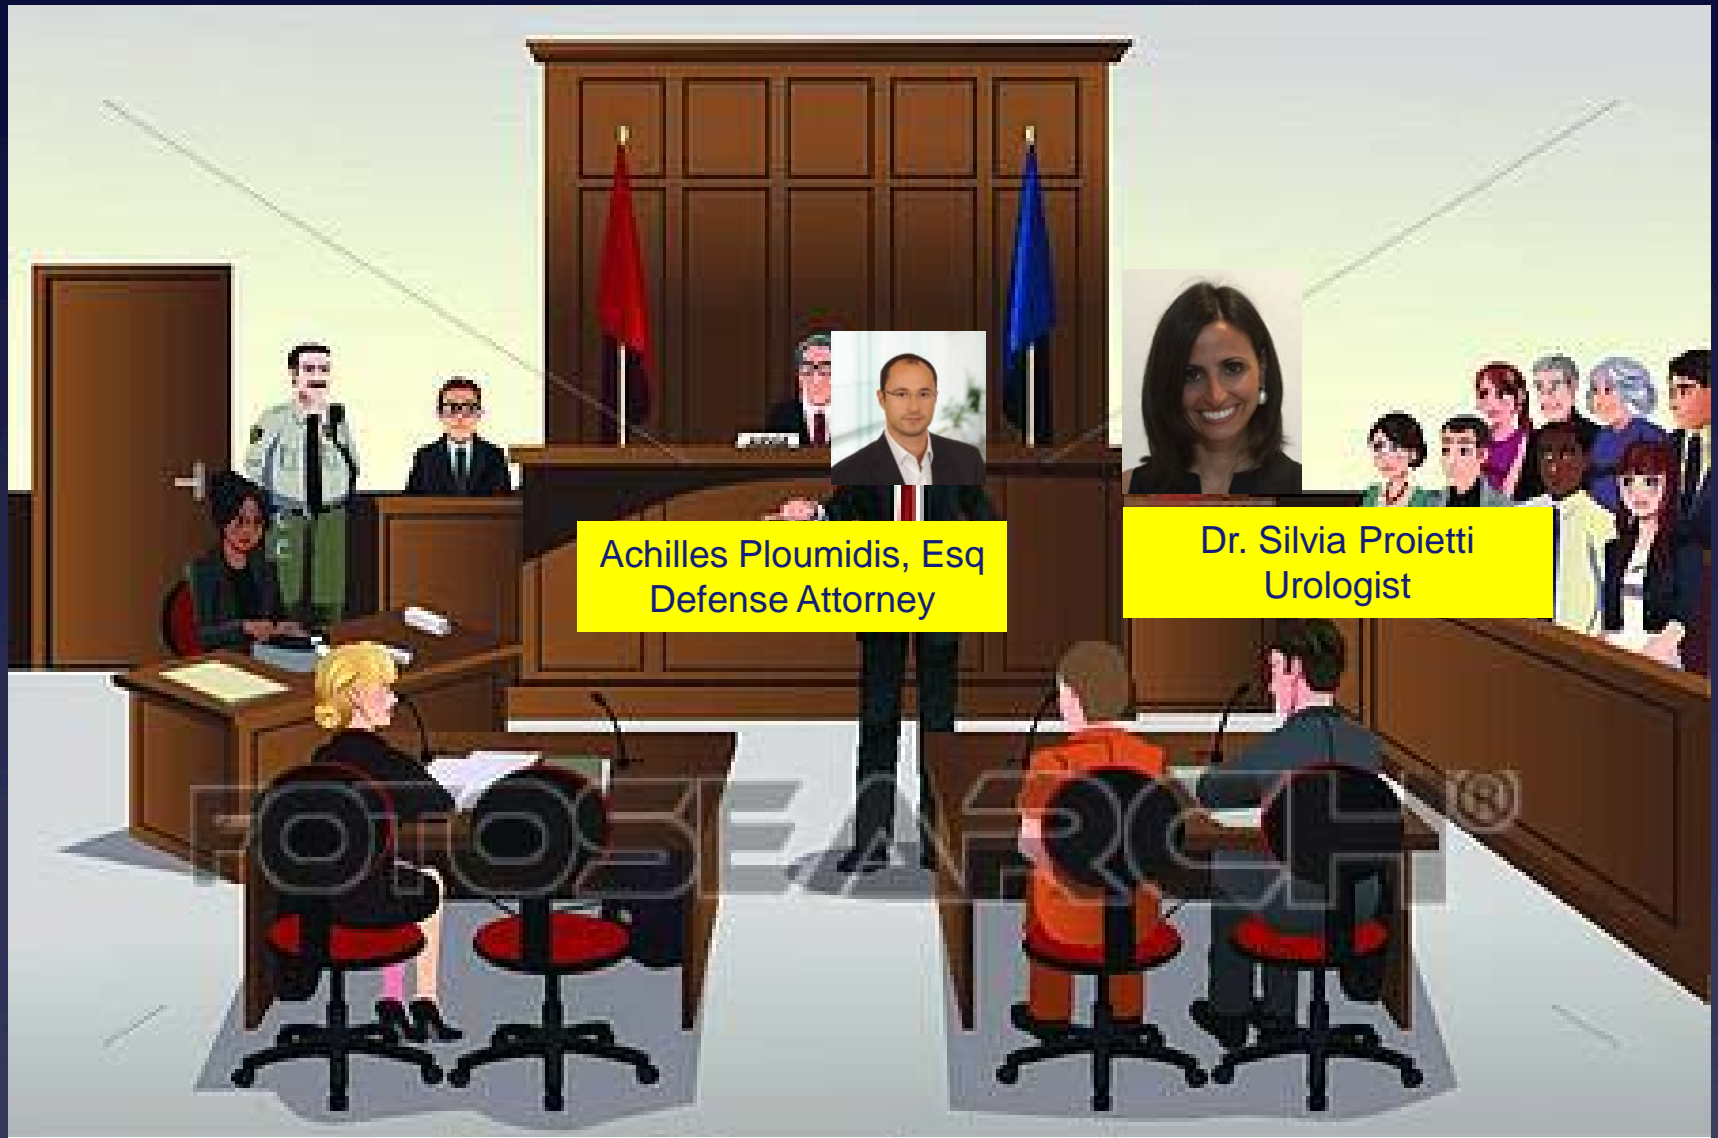 Achilles Ploumidis, Esq
Defense Attorney
Dr. Silvia Proietti
Urologist
FOTOSEARCH®